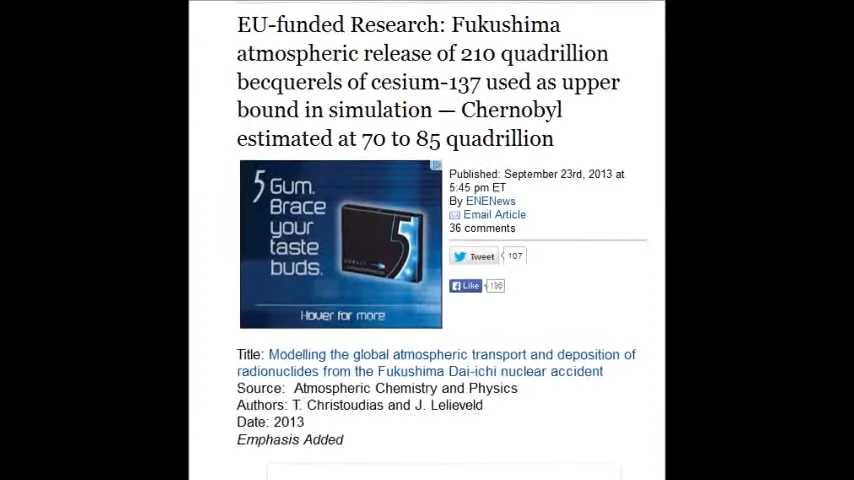 EU-funded Research: Fukushima
atmospheric release of 210 quadrillion
becquerels of cesium-137 used as upper
bound in simulation — Chernobyl
estimated at 70 to 85 quadrillion
5 Gum.
Brace
your
taste
buds.
5
COBALT
Hover for more
Published: September 23rd, 2013 at
5:45 pm ET
By ENENews
Email Article
36 comments
Tweet 107
Like 196
Title: Modelling the global atmospheric transport and deposition of
radionuclides from the Fukushima Dai-ichi nuclear accident
Source: Atmospheric Chemistry and Physics
Authors: T. Christoudias and J. Lelieveld
Date: 2013
Emphasis Added